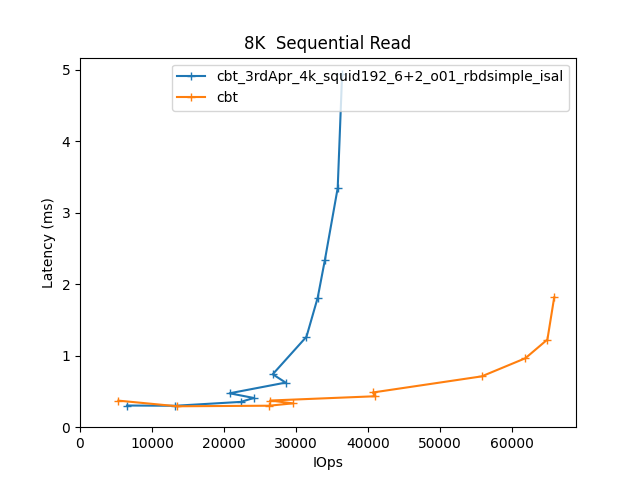 8K  Sequential Read
cbt_3rdApr_4k_squid192_6+2_o01_rbdsimple_isal
cbt
Latency (ms)
5
4
3
2
1
0
0 10000 20000 30000 40000 50000 60000
IOps